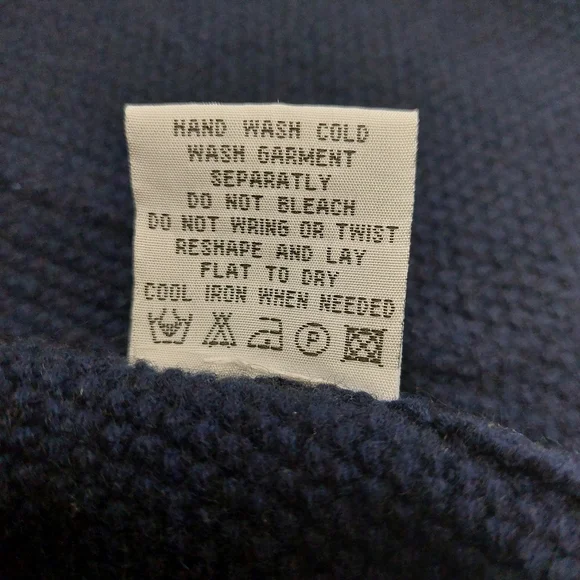 HAND WASH COLD
WASH GARMENT
SEPARATLY
DO NOT BLEACH
DO NOT WRING OR TWIST
RESHAPE AND LAY
FLAT TO DRY
COOL IRON WHEN NEEDED
P